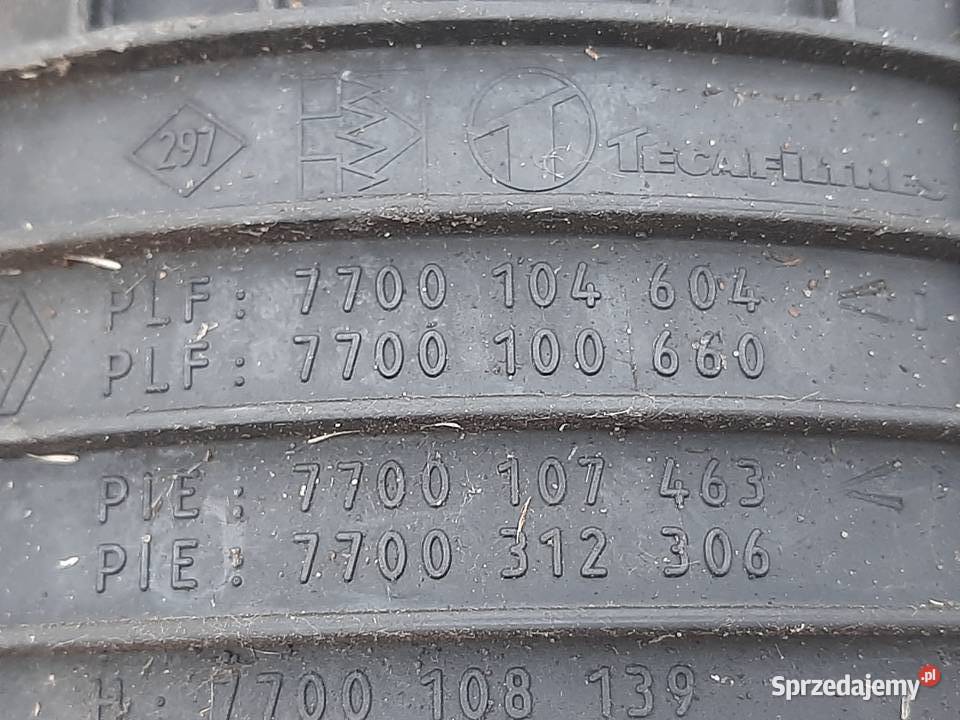 297
TECAFILTRES
PLF: 7700 104 604
PLF: 7700 100 660
PIE: 7700 107 463
PIE: 7700 312 306
H: 7700 108 139
Sprzedajemy.pl